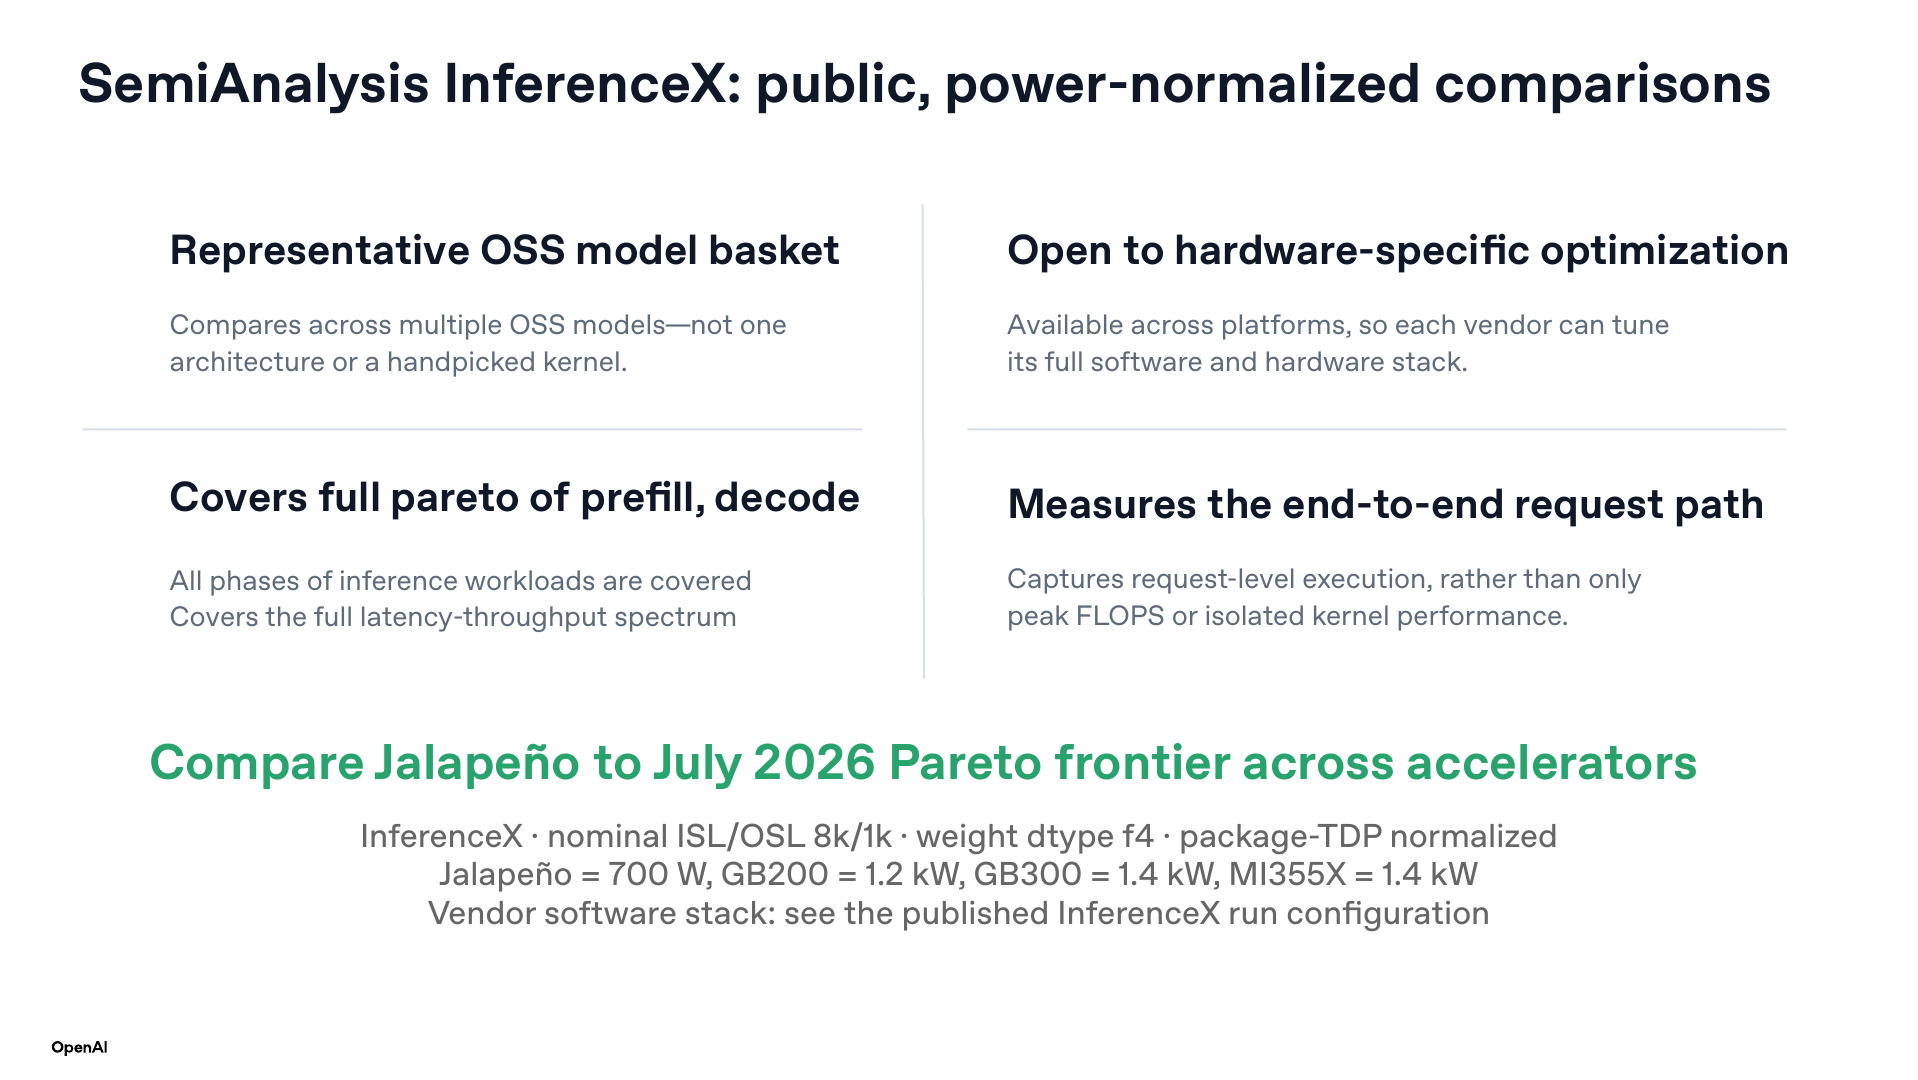 SemiAnalysis InferenceX: public, power-normalized comparisons
Representative OSS model basket
Compares across multiple OSS models—not one
architecture or a handpicked kernel.
Open to hardware-specific optimization
Available across platforms, so each vendor can tune
its full software and hardware stack.
Covers full pareto of prefill, decode
All phases of inference workloads are covered
Covers the full latency-throughput spectrum
Measures the end-to-end request path
Captures request-level execution, rather than only
peak FLOPS or isolated kernel performance.
Compare Jalapeño to July 2026 Pareto frontier across accelerators
InferenceX · nominal ISL/OSL 8k/1k · weight dtype f4 · package-TDP normalized
Jalapeño = 700 W, GB200 = 1.2 kW, GB300 = 1.4 kW, MI355X = 1.4 kW
Vendor software stack: see the published InferenceX run configuration
OpenAI